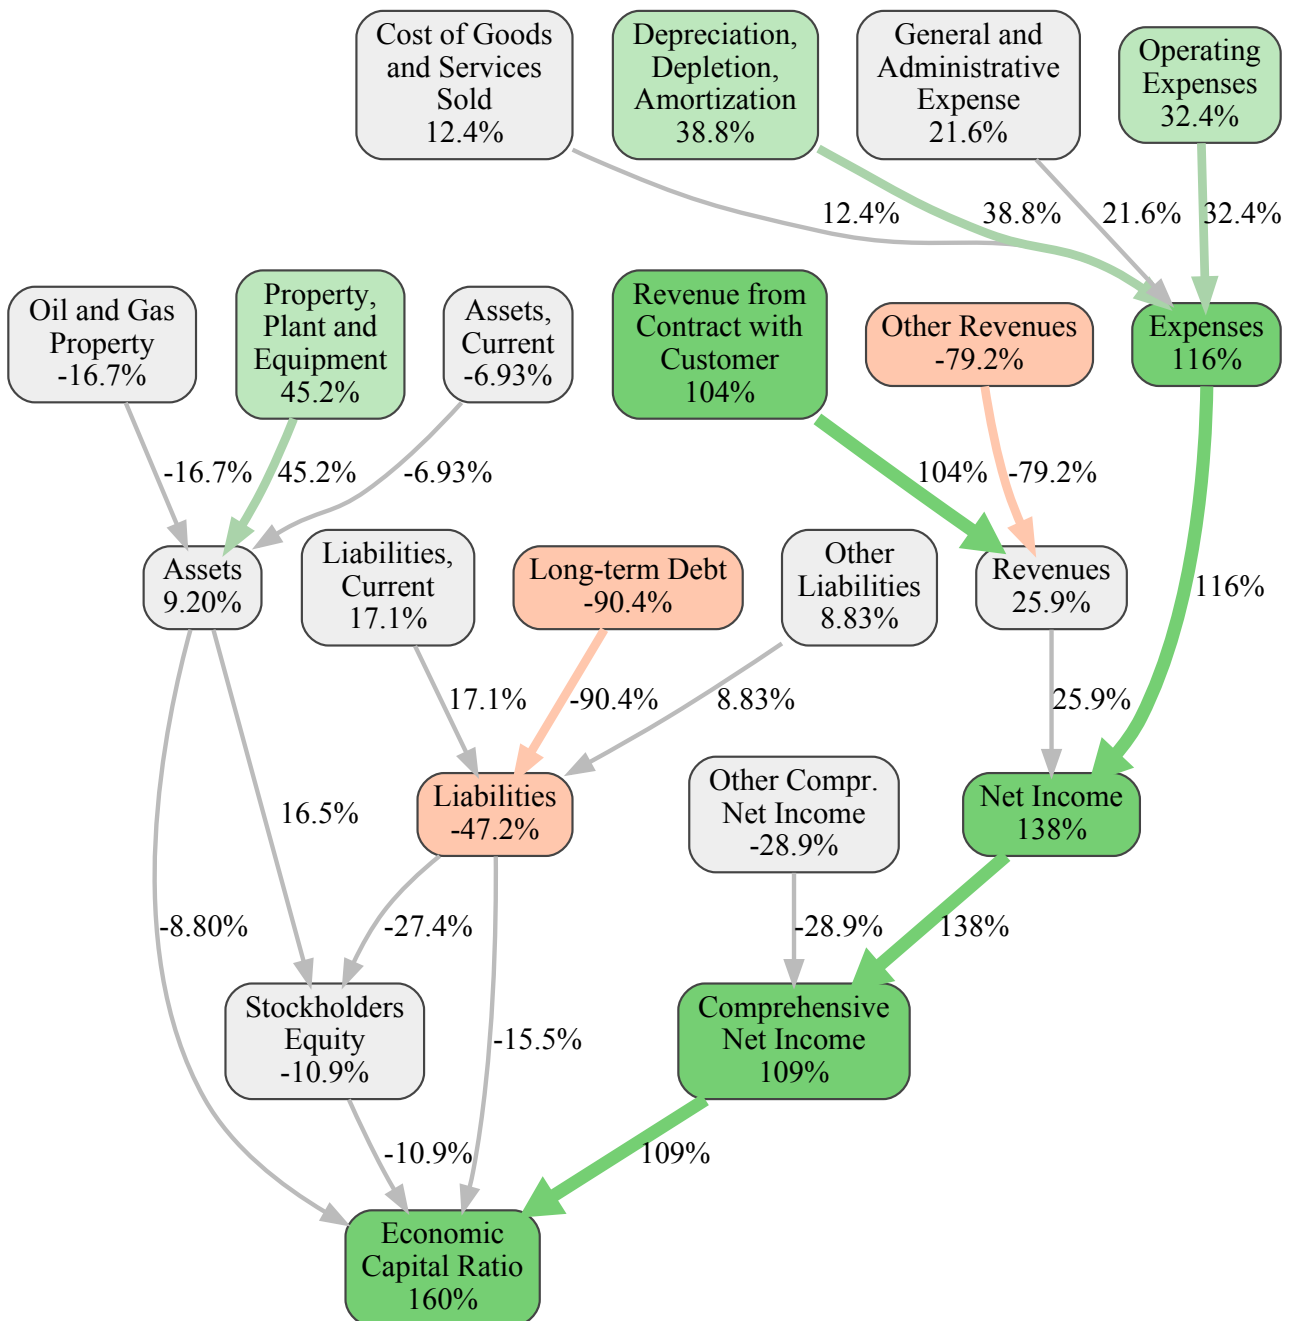 Cost of Goods
and Services
Sold
12.4%
Depreciation,
Depletion,
Amortization
38.8%
General and
Administrative
Expense
21.6%
Operating
Expenses
32.4%
12.4%
38.8%
21.6%
32.4%
Oil and Gas
Property
-16.7%
Property,
Plant and
Equipment
45.2%
Assets,
Current
-6.93%
Revenue from
Contract with
Customer
104%
Other Revenues
-79.2%
Expenses
116%
-16.7%
45.2%
-6.93%
104%
-79.2%
Assets
9.20%
Liabilities,
Current
17.1%
Long-term Debt
-90.4%
Other
Liabilities
8.83%
Revenues
25.9%
116%
17.1%
-90.4%
8.83%
25.9%
Liabilities
-47.2%
Other Compr.
Net Income
-28.9%
Net Income
138%
16.5%
-8.80%
-27.4%
-28.9%
138%
Stockholders
Equity
-10.9%
-15.5%
Comprehensive
Net Income
109%
-10.9%
109%
Economic
Capital Ratio
160%